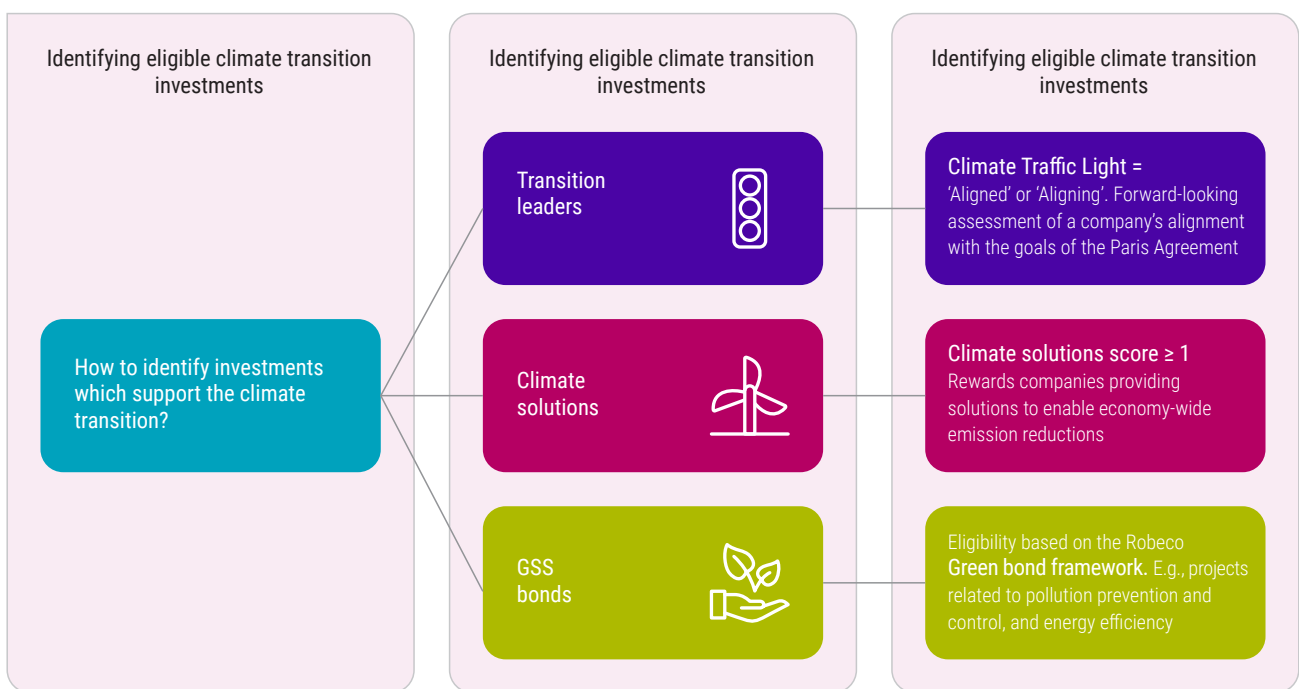 Identifying eligible climate transition
investments
How to identify investments
which support the climate
transition?
Identifying eligible climate transition
investments
Transition
leaders
Climate
solutions
GSS
bonds
Identifying eligible climate transition
investments
Climate Traffic Light =
‘Aligned’ or ‘Aligning’. Forward-looking
assessment of a company’s alignment
with the goals of the Paris Agreement
Climate solutions score ≥ 1
Rewards companies providing
solutions to enable economy-wide
emission reductions
Eligibility based on the Robeco
Green bond framework. E.g., projects
related to pollution prevention and
control, and energy efficiency